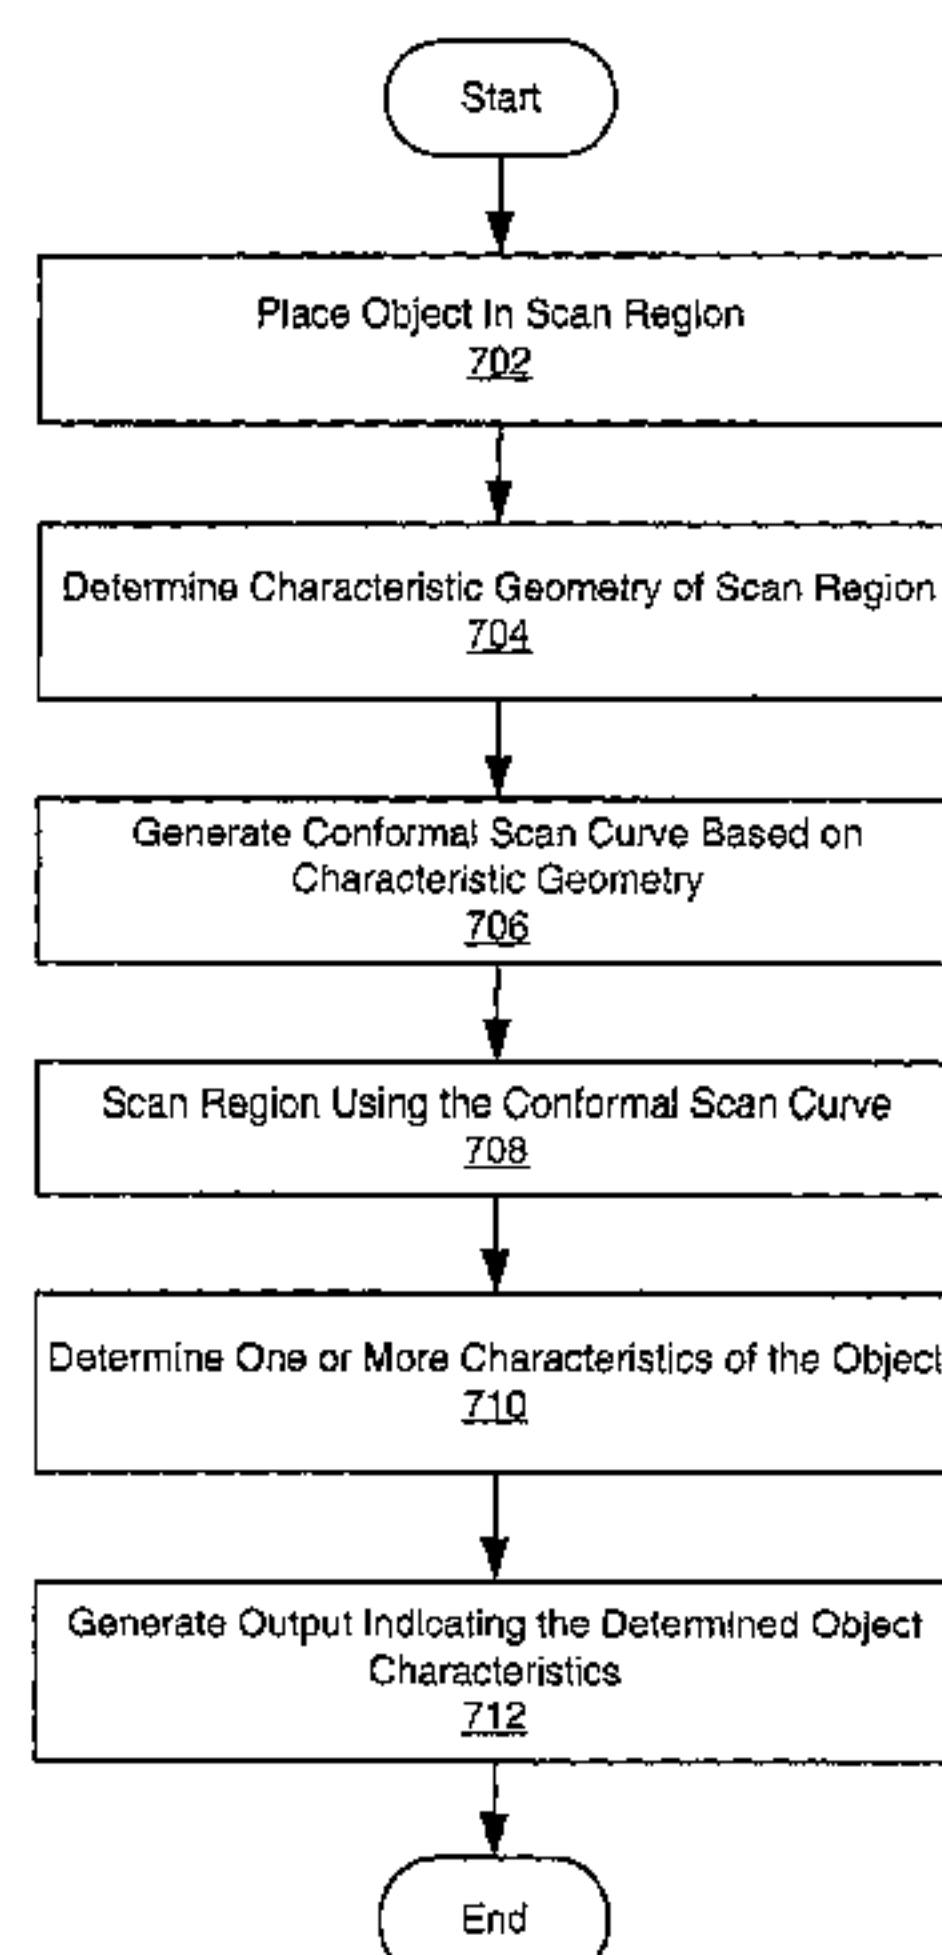 Start
Place Object in Scan Region
702
Determine Characteristic Geometry of Scan Region
704
Generate Conformal Scan Curve Based on
Characteristic Geometry
706
Scan Region Using the Conformal Scan Curve
708
Determine One or More Characteristics of the Object
710
Generate Output Indicating the Determined Object
Characteristics
712
End